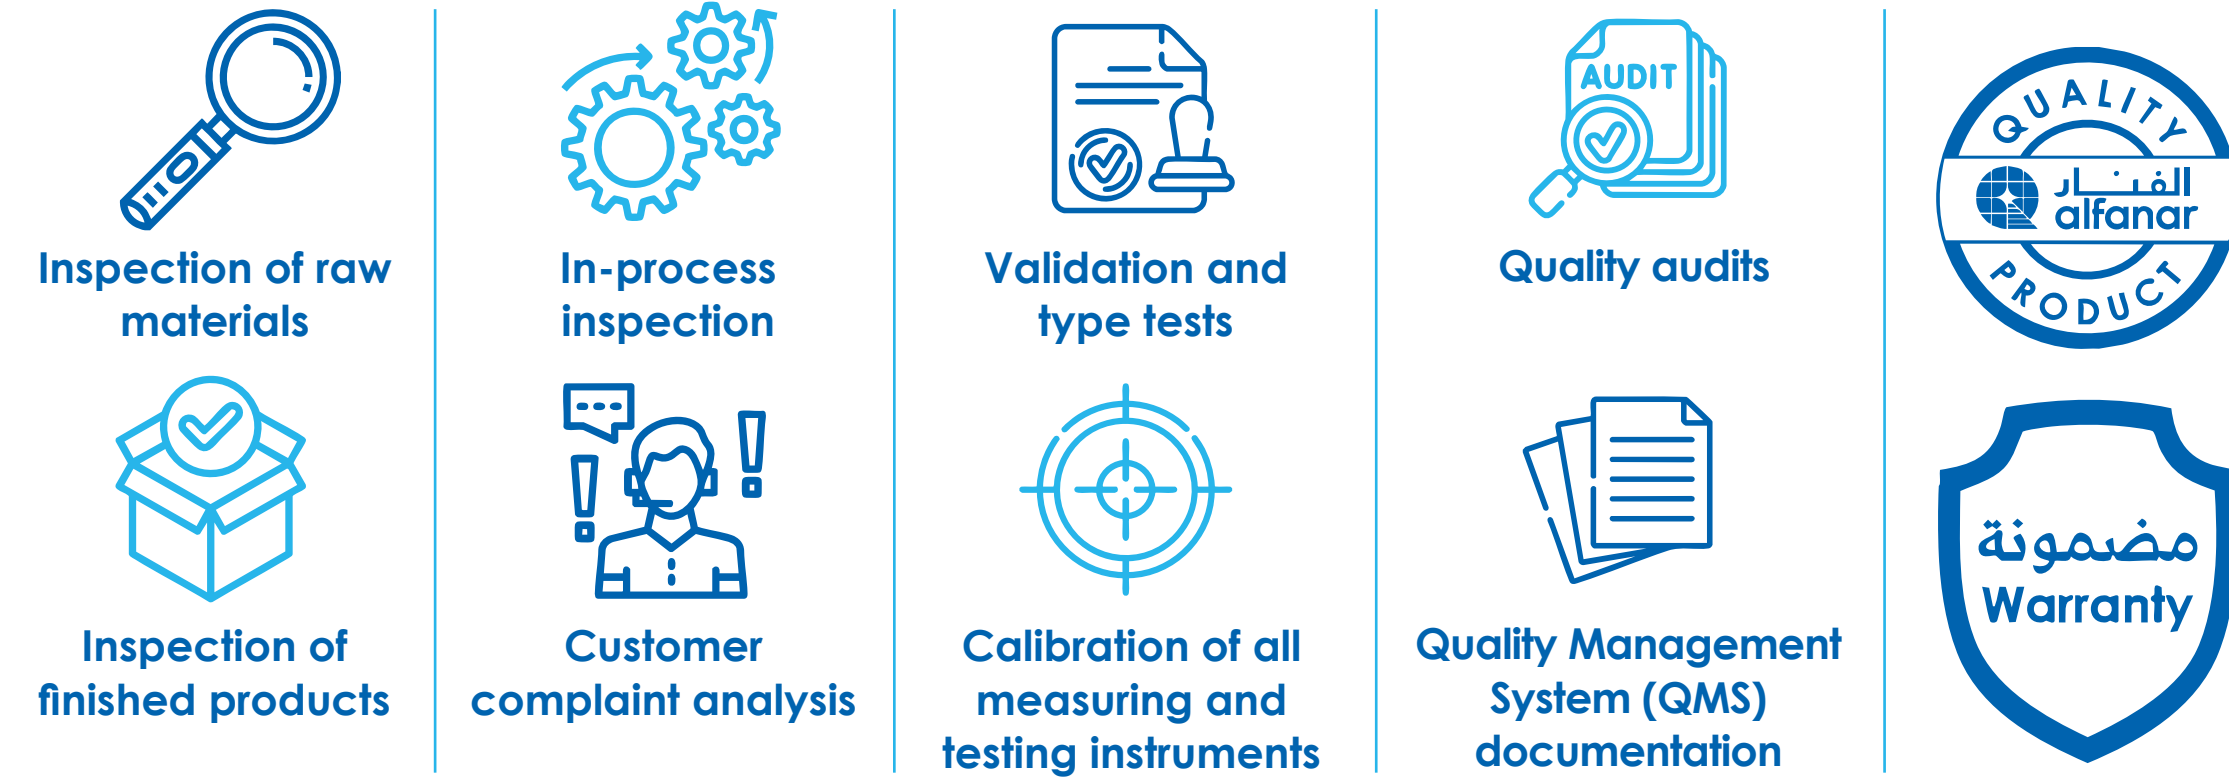 Inspection of raw
materials
In-process
inspection
Validation and
type tests
AUDIT
Quality audits
QUALITY
الفنار
alfanar
PRODUCT
Inspection of
finished products
Customer
complaint analysis
Calibration of all
measuring and
testing instruments
Quality Management
System (QMS)
documentation
مضمونة
Warranty